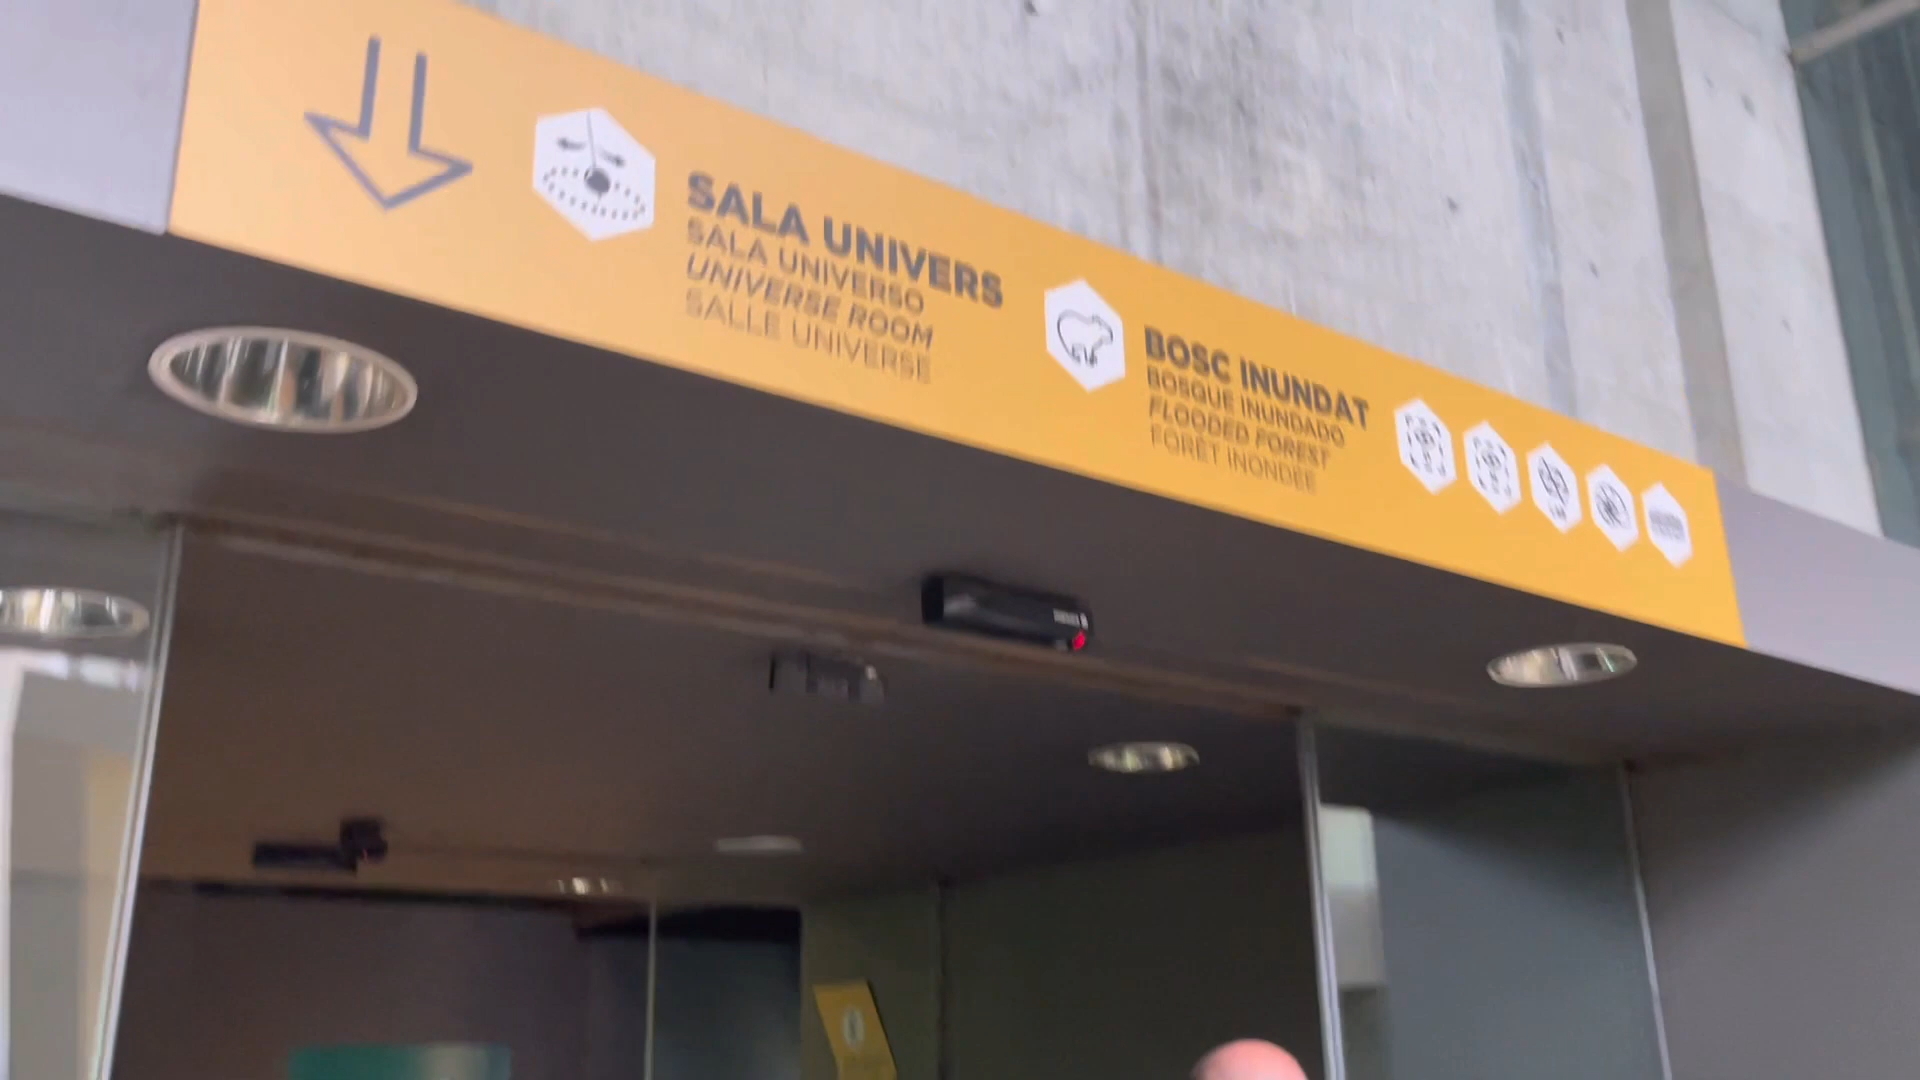 SALA UNIVERS
SALA UNIVERSO
UNIVERSE ROOM
SALLE UNIVERSE
BOSC INUNDAT
BOSQUE INUNDADO
FLOODED FOREST
FORÊT INONDÉE